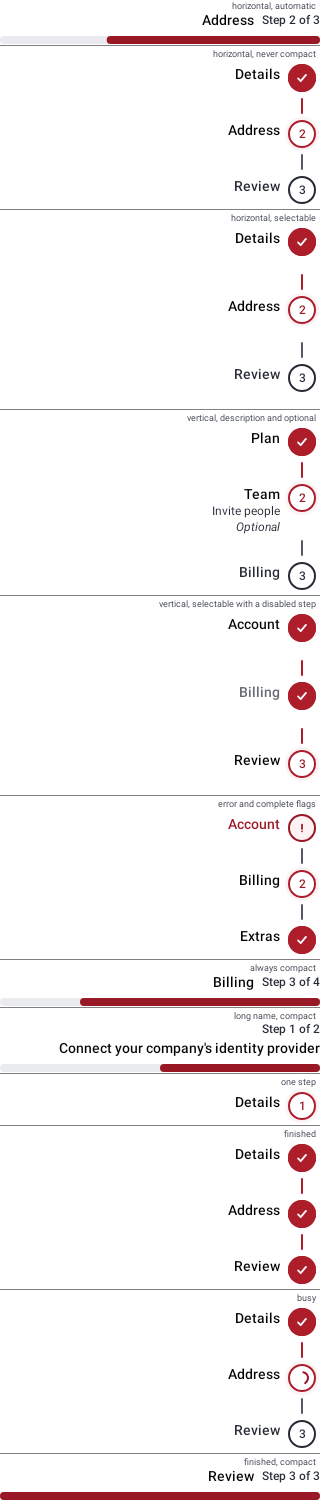 horizontal, automatic
Address Step 2 of 3
horizontal, never compact
Details
Address 2
Review 3
horizontal, selectable
Details
Address 2
Review 3
vertical, description and optional
Plan
Team 2
Invite people
Optional
Billing 3
vertical, selectable with a disabled step
Account
Billing
Review 3
error and complete flags
Account !
Billing 2
Extras
always compact
Billing Step 3 of 4
long name, compact
Step 1 of 2
Connect your company's identity provider
one step
Details 1
finished
Details
Address
Review
busy
Details
Address
Review 3
finished, compact
Review Step 3 of 3